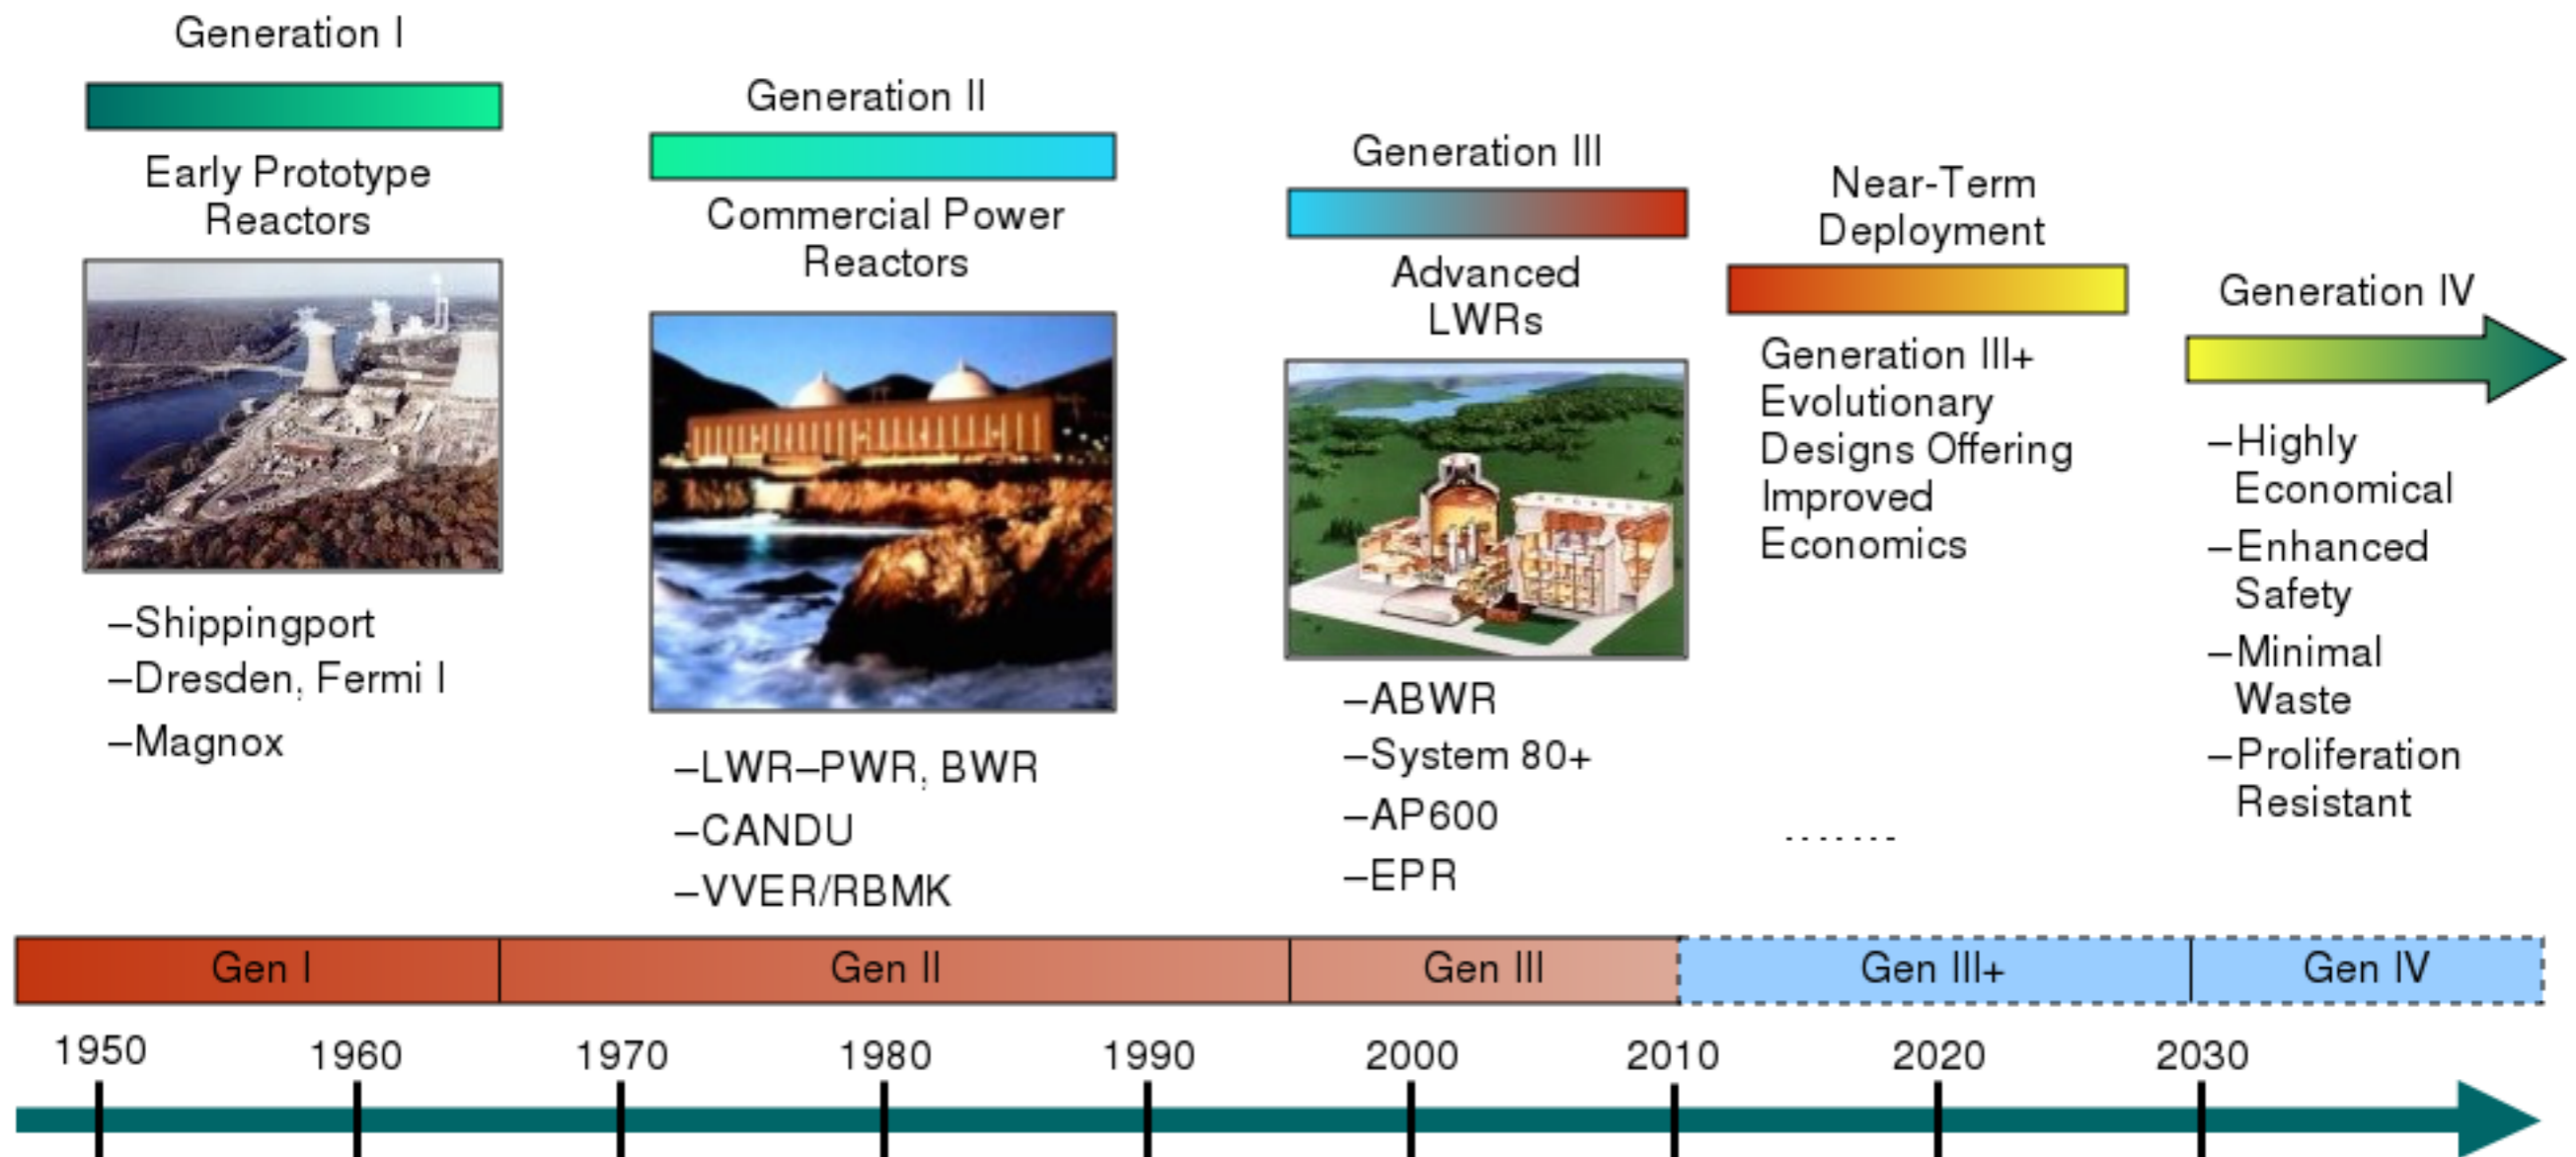 Generation I
Early Prototype
Reactors
–Shippingport
–Dresden, Fermi I
–Magnox
Generation II
Commercial Power
Reactors
–LWR–PWR, BWR
–CANDU
–VVER/RBMK
Generation III
Advanced
LWRs
–ABWR
–System 80+
–AP600
–EPR
Near-Term
Deployment
Generation III+
Evolutionary
Designs Offering
Improved
Economics
Generation IV
–Highly
Economical
–Enhanced
Safety
–Minimal
Waste
–Proliferation
Resistant
Gen I
Gen II
Gen III
Gen III+
Gen IV
1950
1960
1970
1980
1990
2000
2010
2020
2030